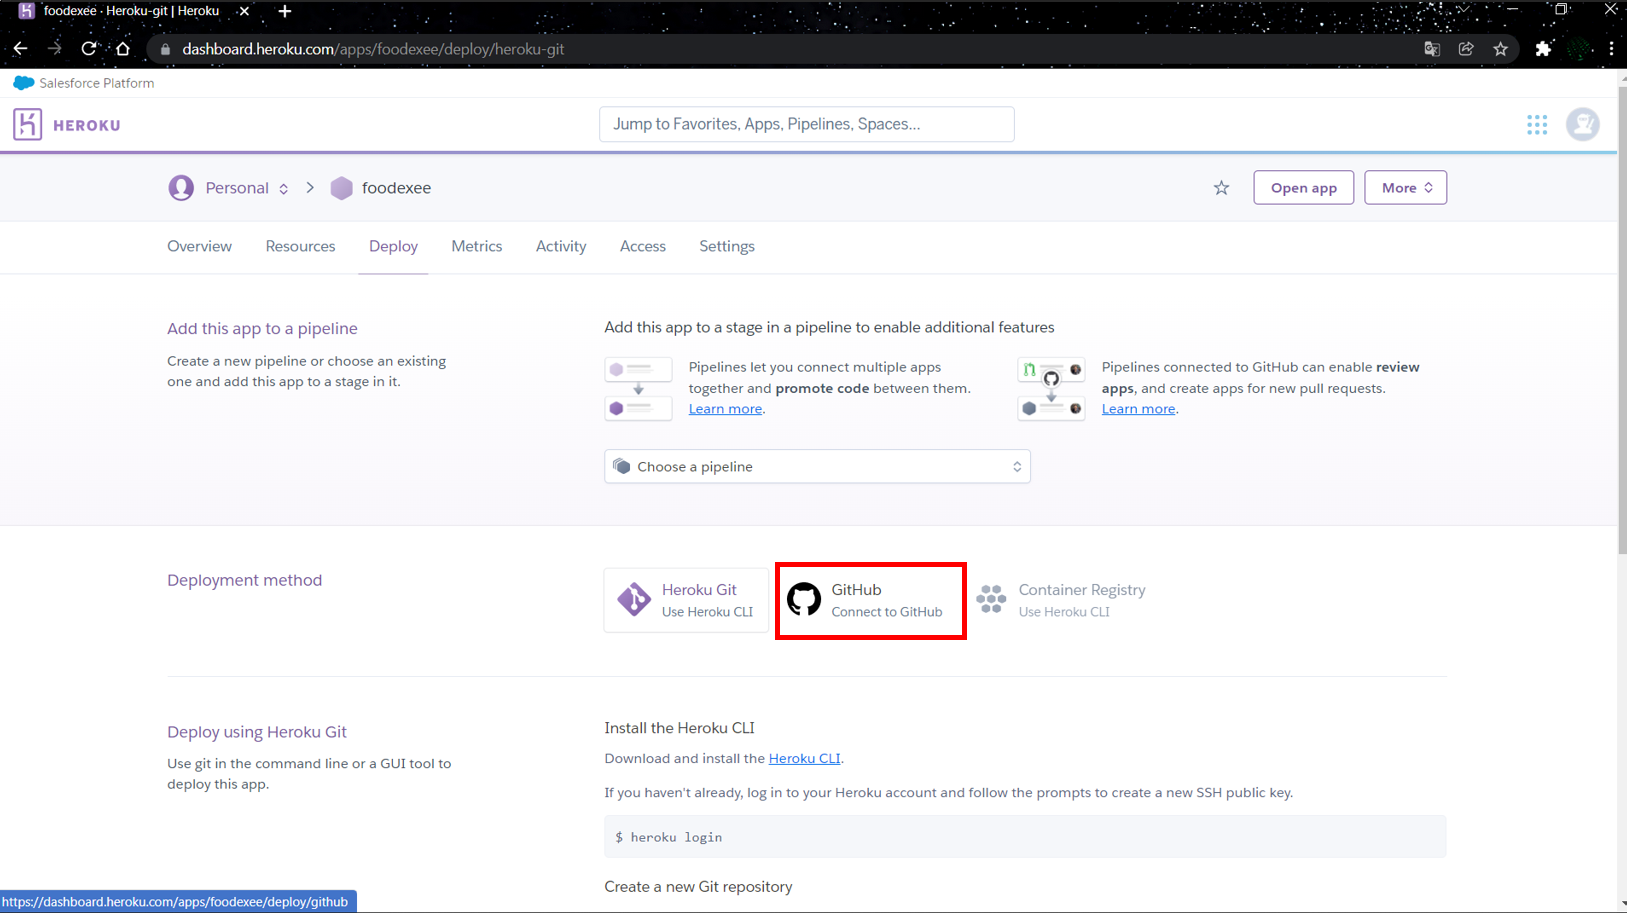 foodexee · Heroku-git | Heroku
dashboard.heroku.com/apps/foodexee/deploy/heroku-git
Salesforce Platform
HEROKU
Jump to Favorites, Apps, Pipelines, Spaces...
Personal
foodexee
Open app
More
Overview
Resources
Deploy
Metrics
Activity
Access
Settings
Add this app to a pipeline
Create a new pipeline or choose an existing
one and add this app to a stage in it.
Add this app to a stage in a pipeline to enable additional features
Pipelines let you connect multiple apps
together and promote code between them.
Learn more.
Pipelines connected to GitHub can enable review
apps, and create apps for new pull requests.
Learn more.
Choose a pipeline
Deployment method
Heroku Git
Use Heroku CLI
GitHub
Connect to GitHub
Container Registry
Use Heroku CLI
Deploy using Heroku Git
Use git in the command line or a GUI tool to
deploy this app.
Install the Heroku CLI
Download and install the Heroku CLI.
If you haven't already, log in to your Heroku account and follow the prompts to create a new SSH public key.
$ heroku login
Create a new Git repository
https://dashboard.heroku.com/apps/foodexee/deploy/github